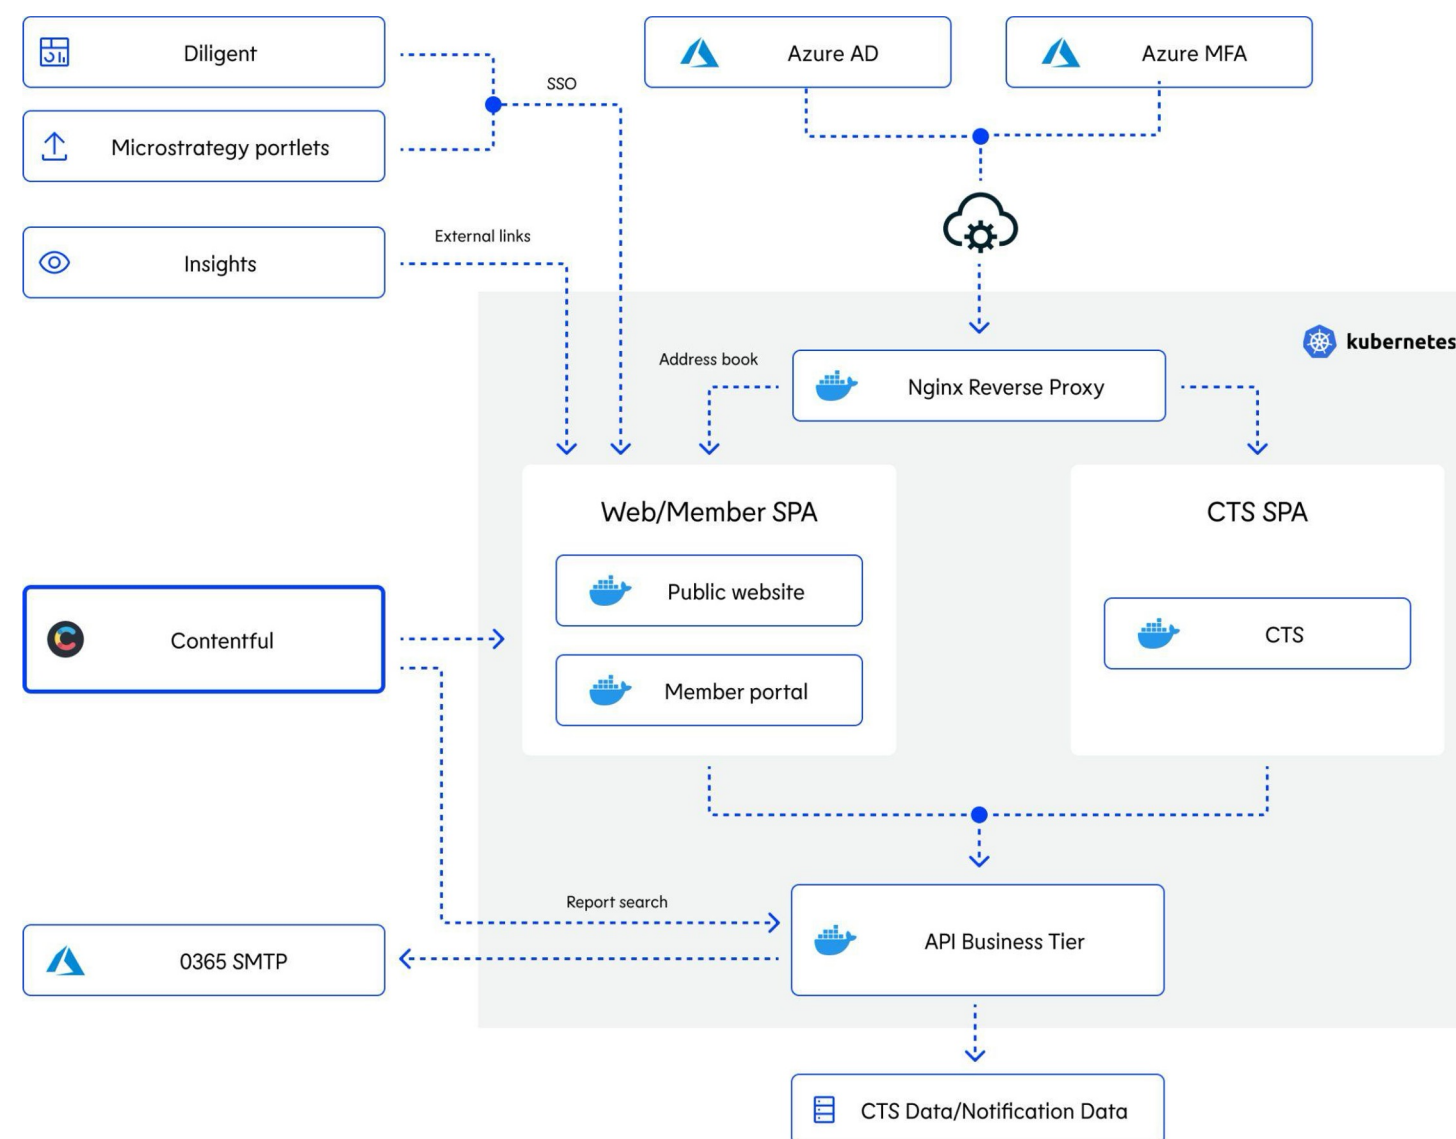 Diligent
SSO
Azure AD
Azure MFA
Microstrategy portlets
External links
Insights
kubernetes
Address book
Nginx Reverse Proxy
Web/Member SPA
CTS SPA
Public website
CTS
Contentful
Member portal
Report search
API Business Tier
0365 SMTP
CTS Data/Notification Data